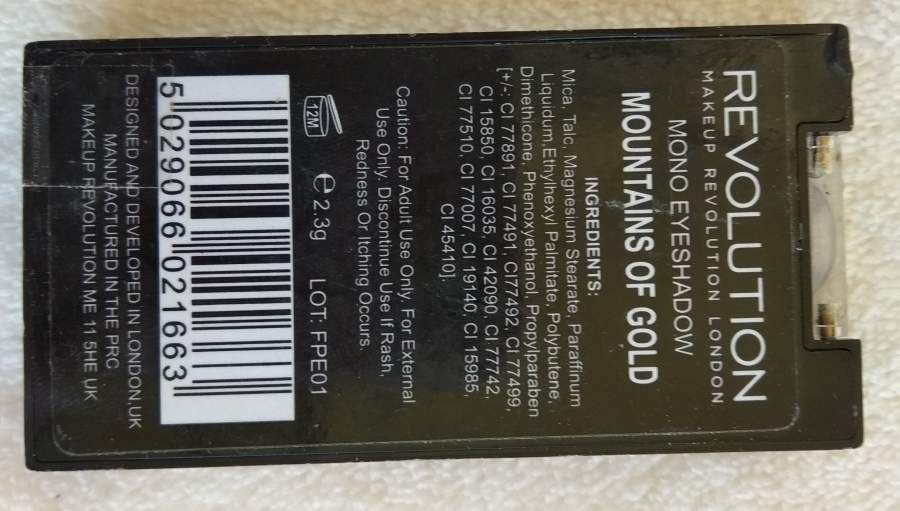 REVOLUTION
MAKEUP REVOLUTION LONDON
MONO EYESHADOW
MOUNTAINS OF GOLD
INGREDIENTS:
Mica, Talc, Magnesium Stearate, Paraffinum
Liquidum,Ethylhexyl Palmitate, Polybutene,
Dimethicone, Phenoxyethanol, Propylparaben
[+/-: CI 77891, CI 77491, CI77492, CI 77499,
CI 15850, CI 16035, CI 42090, CI 77742,
CI 77510, CI 77007, CI 19140, CI 15985,
CI 45410].
Caution: For Adult Use Only. For External
Use Only. Discontinue Use If Rash,
Redness Or Itching Occurs.
12M
e 2.3g LOT: FPE01
5 029066 021663
DESIGNED AND DEVELOPED IN LONDON,UK
MANUFACTURED IN THE PRC
MAKEUP REVOLUTION ME 11 5HE UK